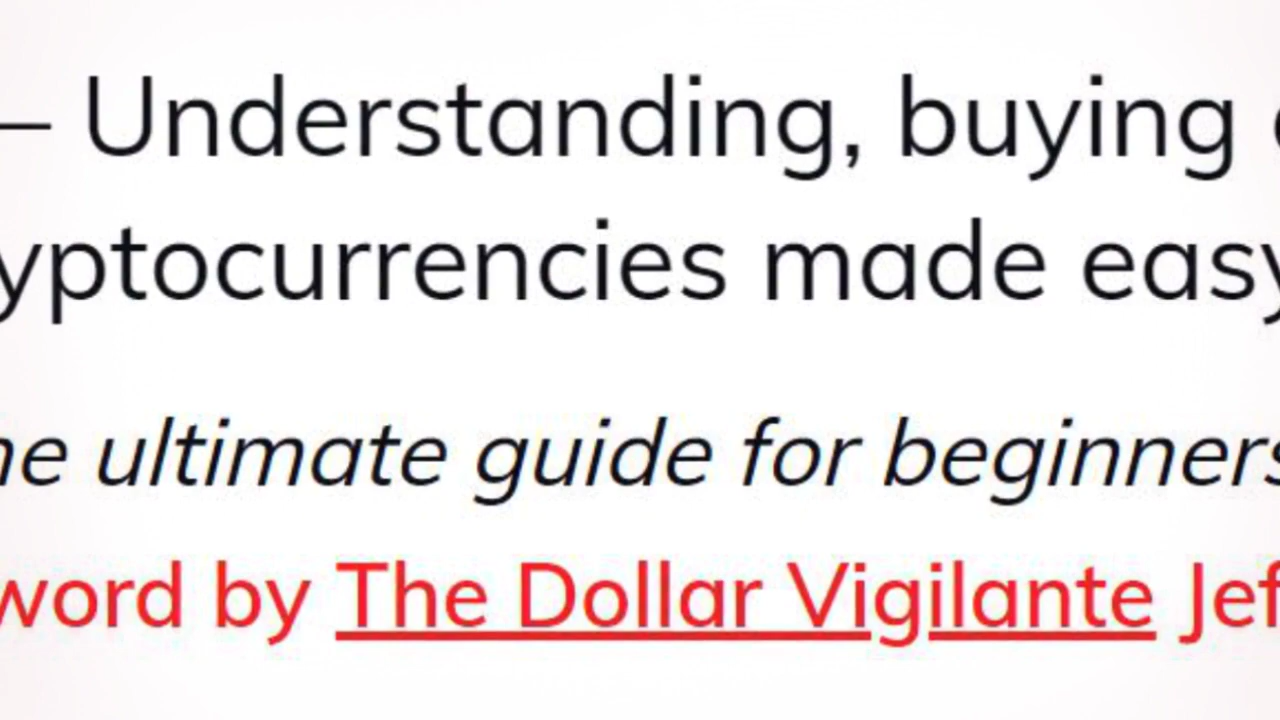 – Understanding, buying
yptocurrencies made easy
he ultimate guide for beginners
word by The Dollar Vigilante Jef